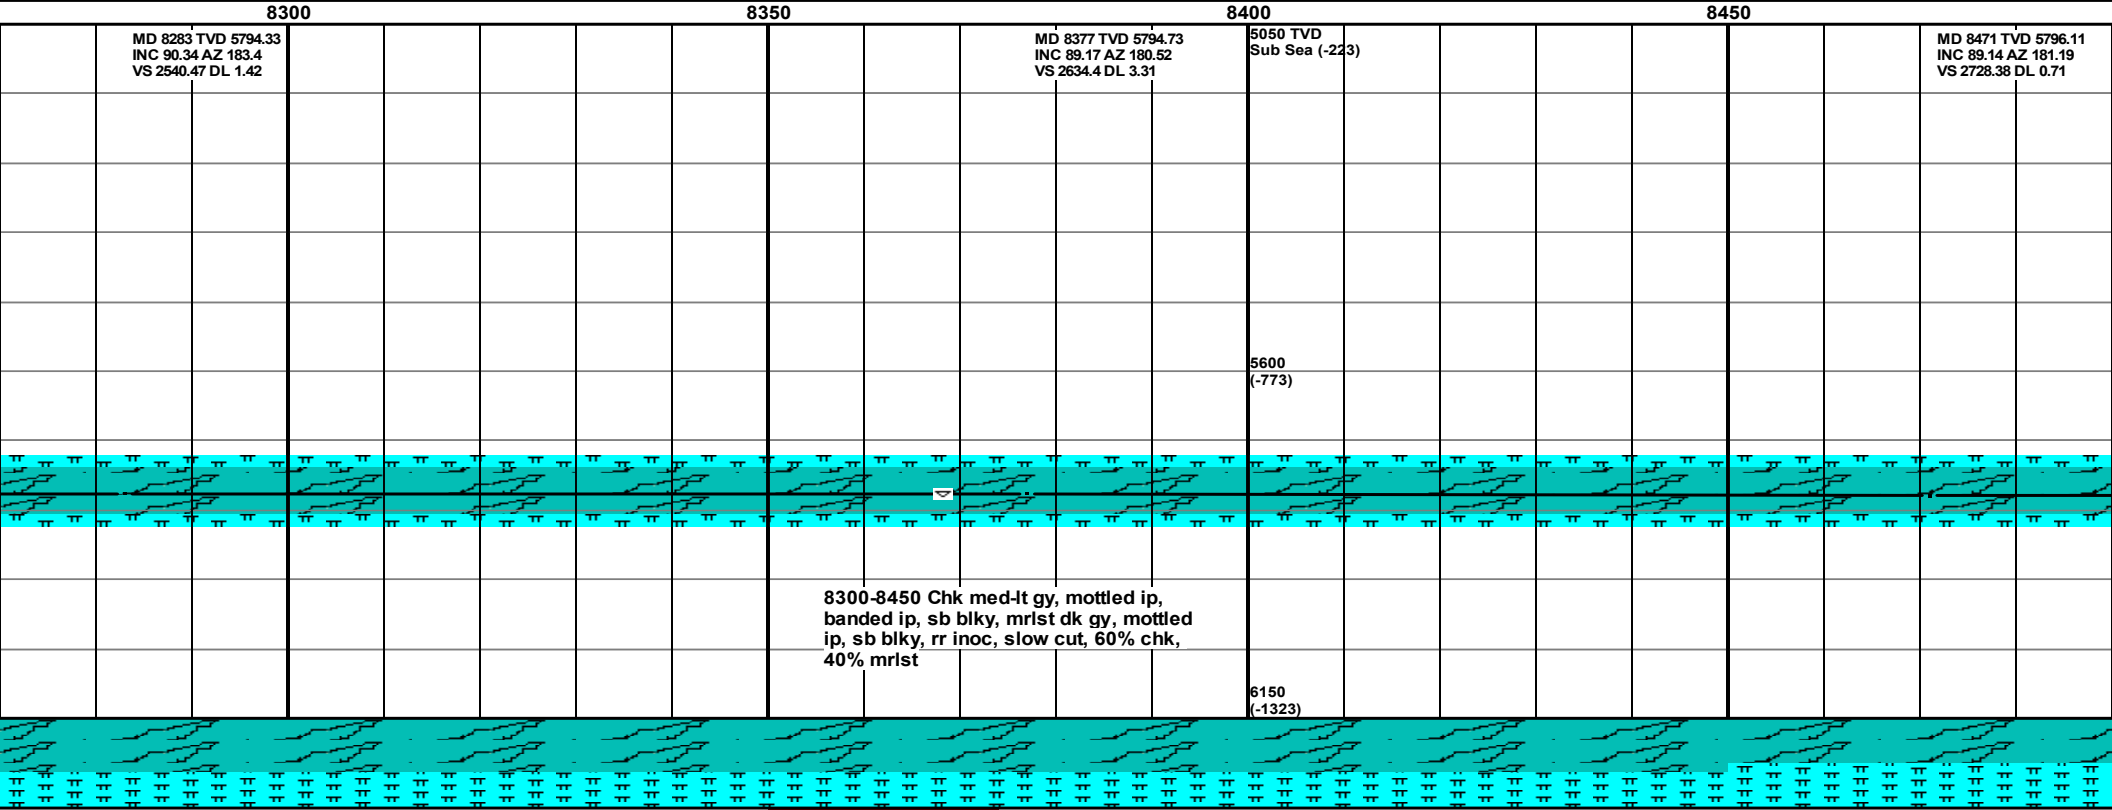 8300
8350
8400
8450
MD 8283 TVD 5794.33
INC 90.34 AZ 183.4
VS 2540.47 DL 1.42
MD 8377 TVD 5794.73
INC 89.17 AZ 180.52
VS 2634.4 DL 3.31
5050 TVD
Sub Sea (-223)
MD 8471 TVD 5796.11
INC 89.14 AZ 181.19
VS 2728.38 DL 0.71
5600
(-773)
8300-8450 Chk med-lt gy, mottled ip,
banded ip, sb blky, mrlst dk gy, mottled
ip, sb blky, rr inoc, slow cut, 60% chk,
40% mrlst
6150
(-1323)